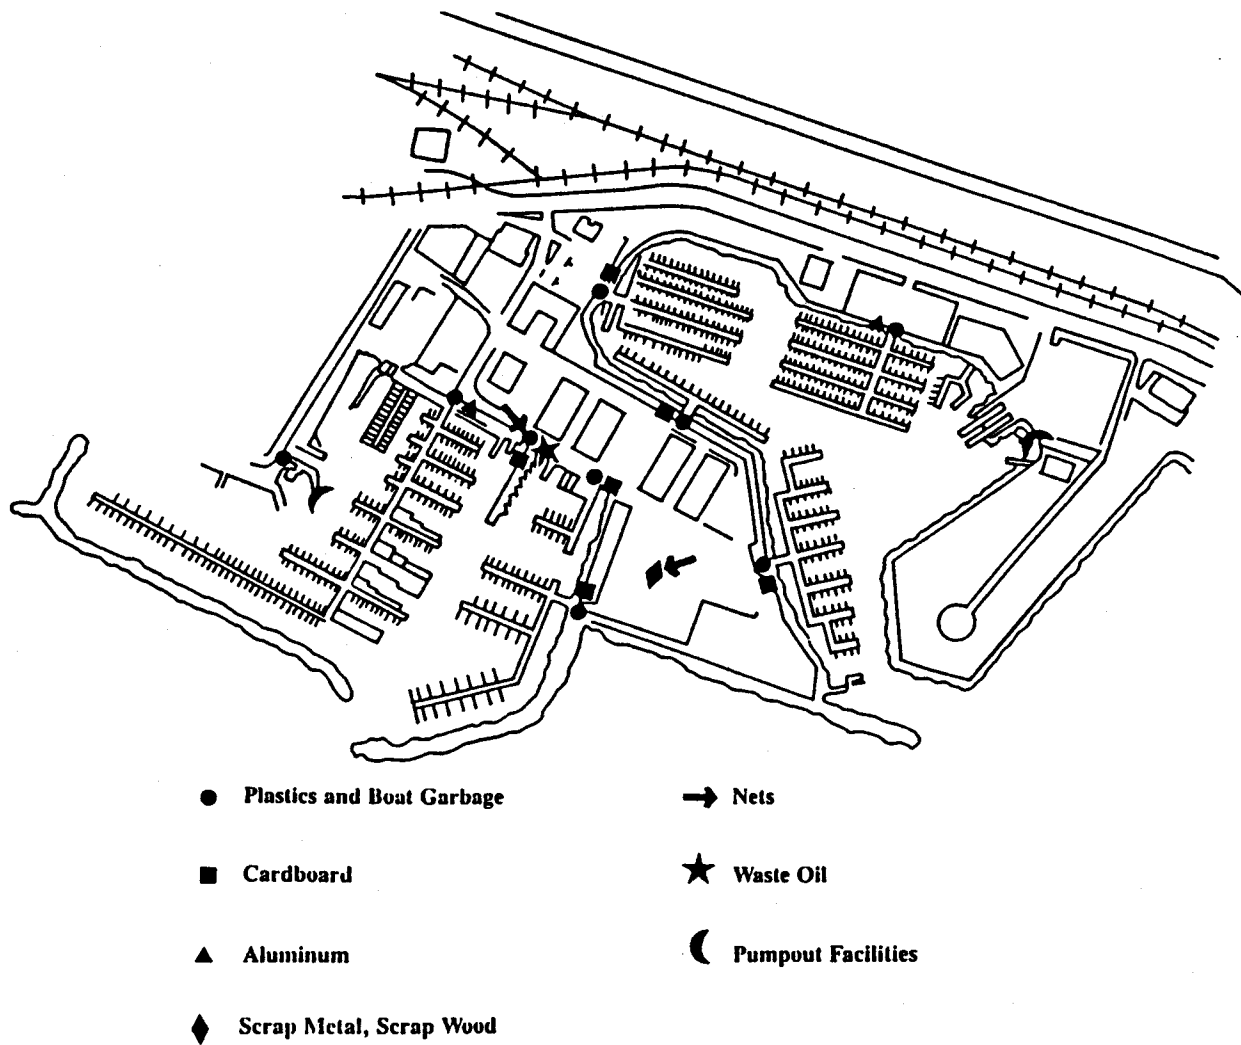 Plastics and Boat Garbage
Nets
Cardboard
Waste Oil
Aluminum
Pumpout Facilities
Scrap Metal, Scrap Wood